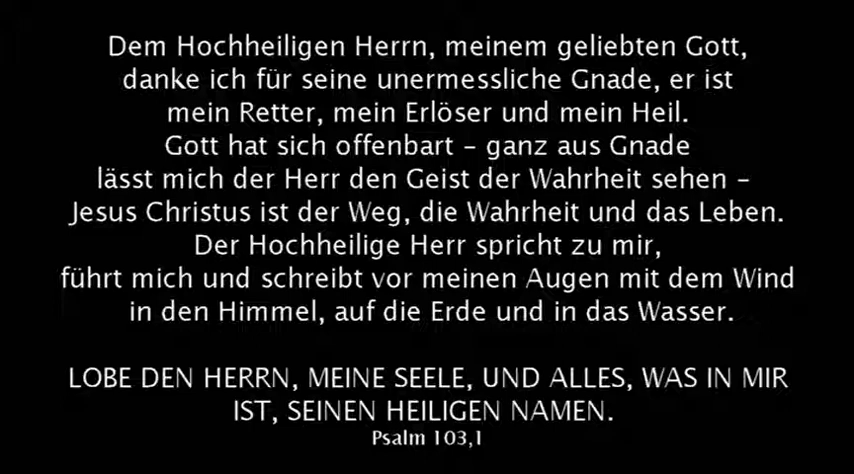 Dem Hochheiligen Herrn, meinem geliebten Gott,
danke ich für seine unermessliche Gnade, er ist
mein Retter, mein Erlöser und mein Heil.
Gott hat sich offenbart – ganz aus Gnade
lässt mich der Herr den Geist der Wahrheit sehen –
Jesus Christus ist der Weg, die Wahrheit und das Leben.
Der Hochheilige Herr spricht zu mir,
führt mich und schreibt vor meinen Augen mit dem Wind
in den Himmel, auf die Erde und in das Wasser.
LOBE DEN HERRN, MEINE SEELE, UND ALLES, WAS IN MIR
IST, SEINEN HEILIGEN NAMEN.
Psalm 103,1